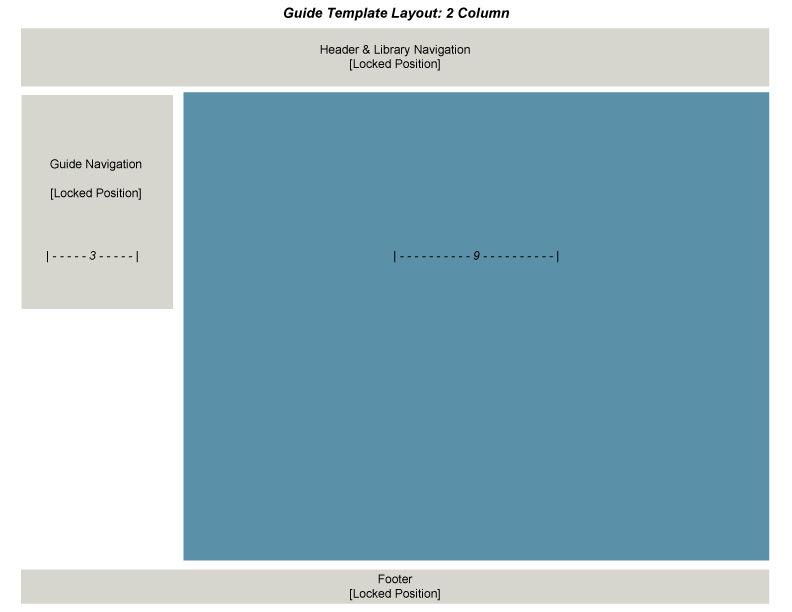 Guide Template Layout: 2 Column
Header & Library Navigation
[Locked Position]
Guide Navigation
[Locked Position]
|- - - - - 3 - - - - -|
|- - - - - - - - - - 9 - - - - - - - - - -|
Footer
[Locked Position]